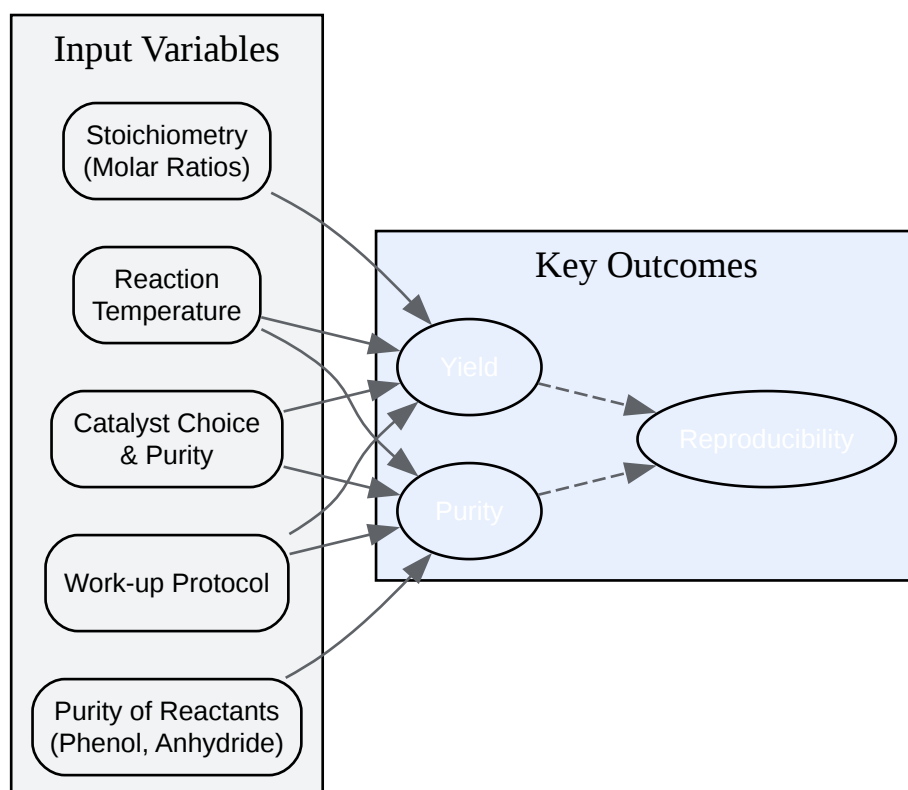 Input Variables
Stoichiometry
(Molar Ratios)
Reaction
Temperature
Catalyst Choice
& Purity
Work-up Protocol
Purity of Reactants
(Phenol, Anhydride)
Key Outcomes
Yield
Purity
Reproducibility